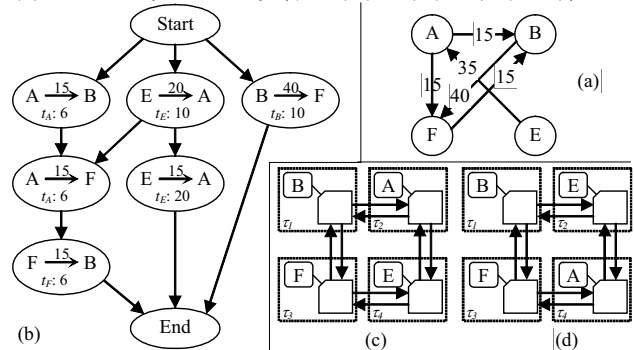 Start
A 15 B
t_A: 6
E 20 A
t_E: 10
B 40 F
t_B: 10
A 15 F
t_A: 6
E 15 A
t_E: 20
F 15 B
t_F: 6
End
(b)
A 15 B
15 35 15
40
F E
(a)
B A
τ1 τ2
F E
τ3 τ4
(c)
B E
τ1 τ2
F A
τ3 τ4
(d)